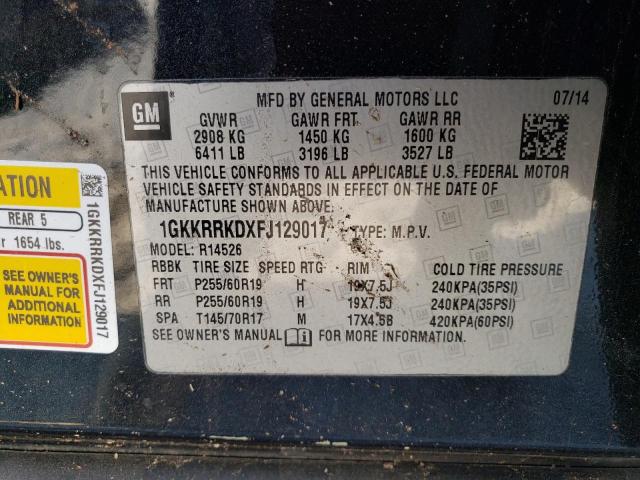 GM
MFD BY GENERAL MOTORS LLC 07/14
GVWR GAWR FRT GAWR RR
2908 KG 1450 KG 1600 KG
6411 LB 3196 LB 3527 LB
THIS VEHICLE CONFORMS TO ALL APPLICABLE U.S. FEDERAL MOTOR
VEHICLE SAFETY STANDARDS IN EFFECT ON THE DATE OF
MANUFACTURE SHOWN ABOVE.
1GKKRRKDXFJ129017 TYPE: M.P.V.
MODEL: R14526
RBBK TIRE SIZE SPEED RTG RIM COLD TIRE PRESSURE
FRT P255/60R19 H 19X7.5J 240KPA(35PSI)
RR P255/60R19 H 19X7.5J 240KPA(35PSI)
SPA T145/70R17 M 17X4.5B 420KPA(60PSI)
SEE OWNER'S MANUAL FOR MORE INFORMATION
REAR 5
1654 lbs.
SEE OWNER'S
MANUAL FOR
ADDITIONAL
INFORMATION
1GKKRRKDXFJ129017